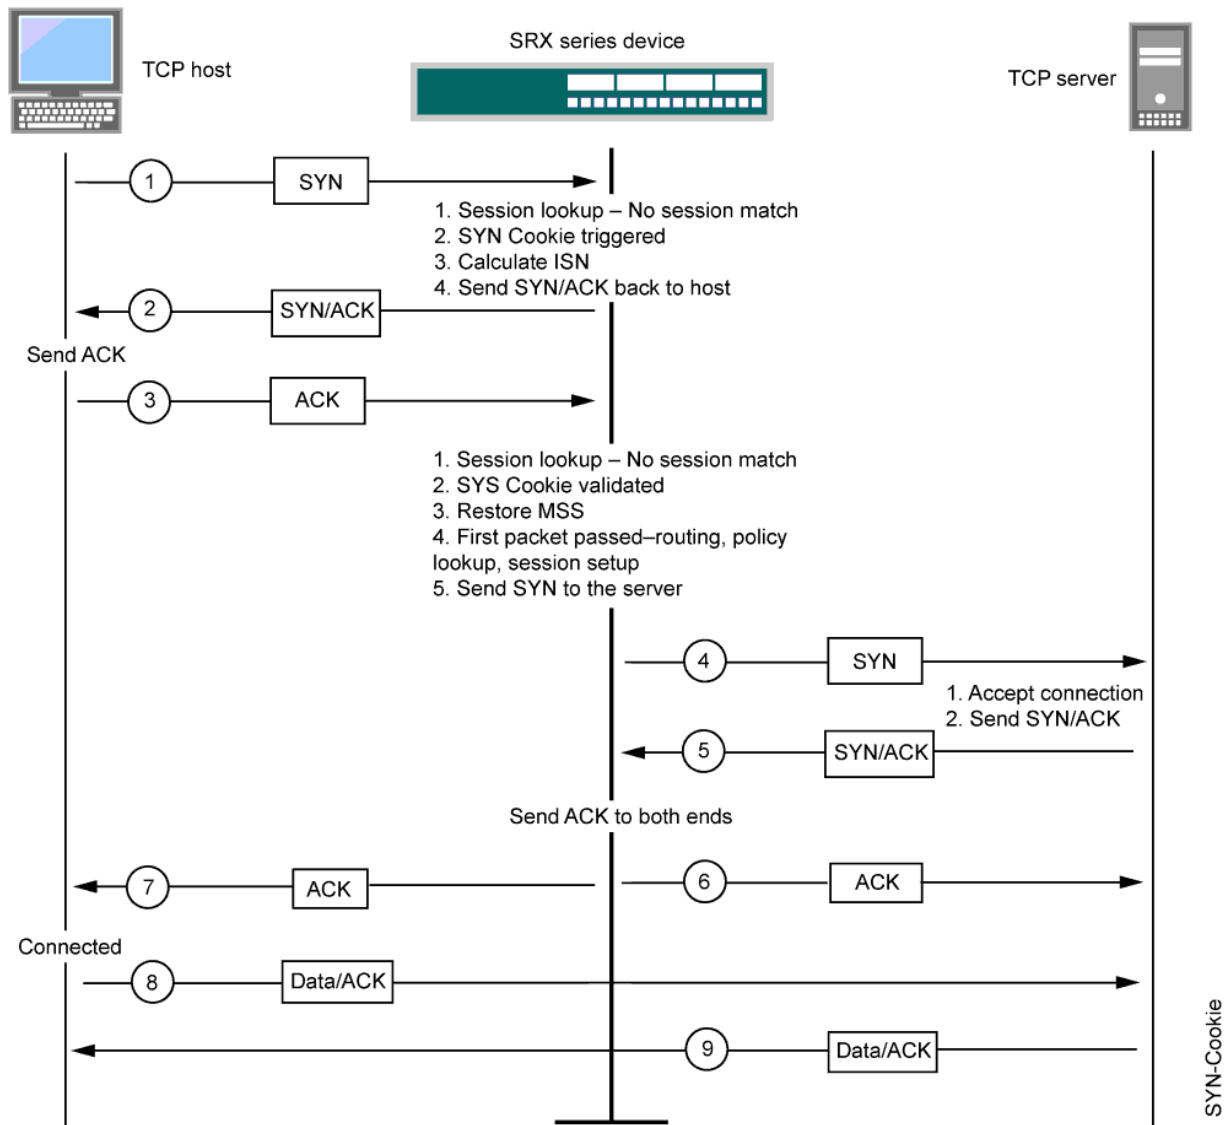 SRX series device
TCP host
TCP server
1
SYN
1. Session lookup – No session match
2. SYN Cookie triggered
3. Calculate ISN
4. Send SYN/ACK back to host
2
SYN/ACK
Send ACK
3
ACK
1. Session lookup – No session match
2. SYS Cookie validated
3. Restore MSS
4. First packet passed–routing, policy
lookup, session setup
5. Send SYN to the server
4
SYN
1. Accept connection
2. Send SYN/ACK
5
SYN/ACK
Send ACK to both ends
7
ACK
6
ACK
Connected
8
Data/ACK
9
Data/ACK
SYN-Cookie